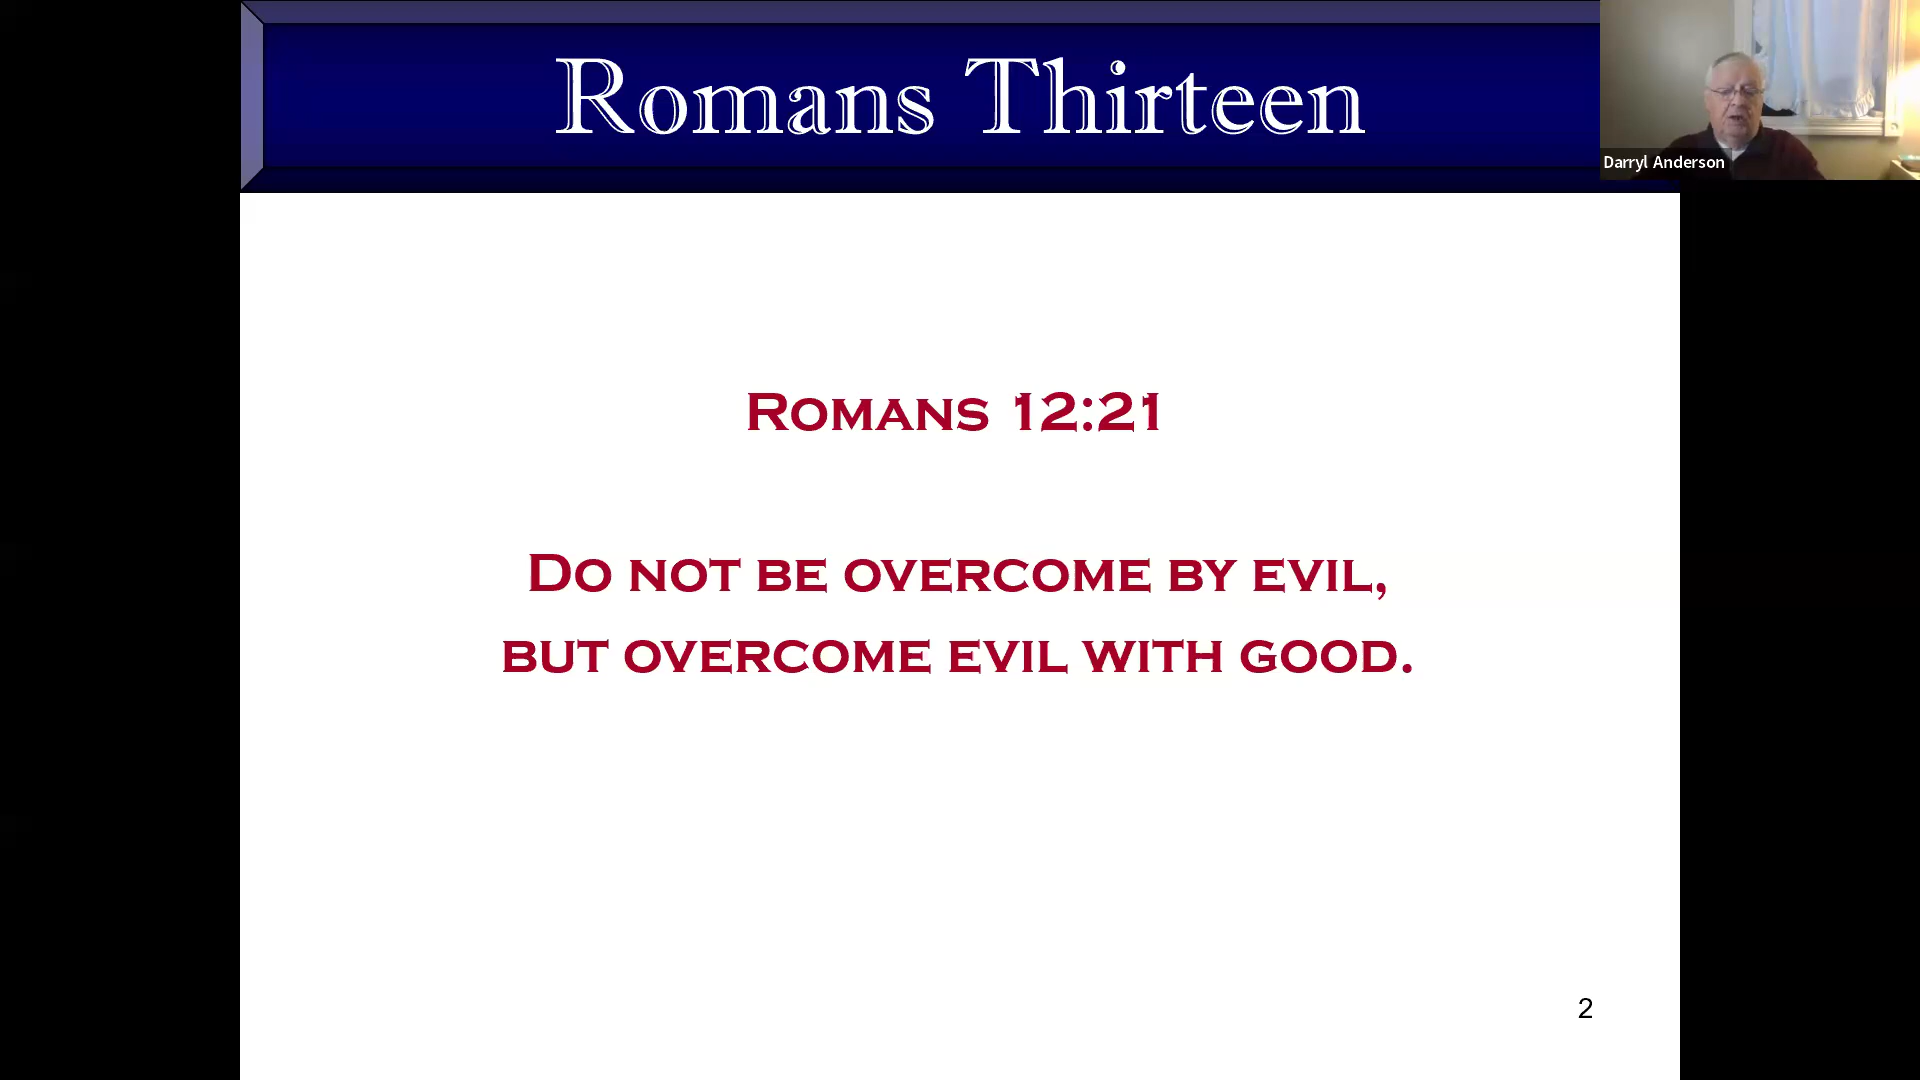 Romans Thirteen
Darryl Anderson
Romans 12:21
Do not be overcome by evil,
but overcome evil with good.
2